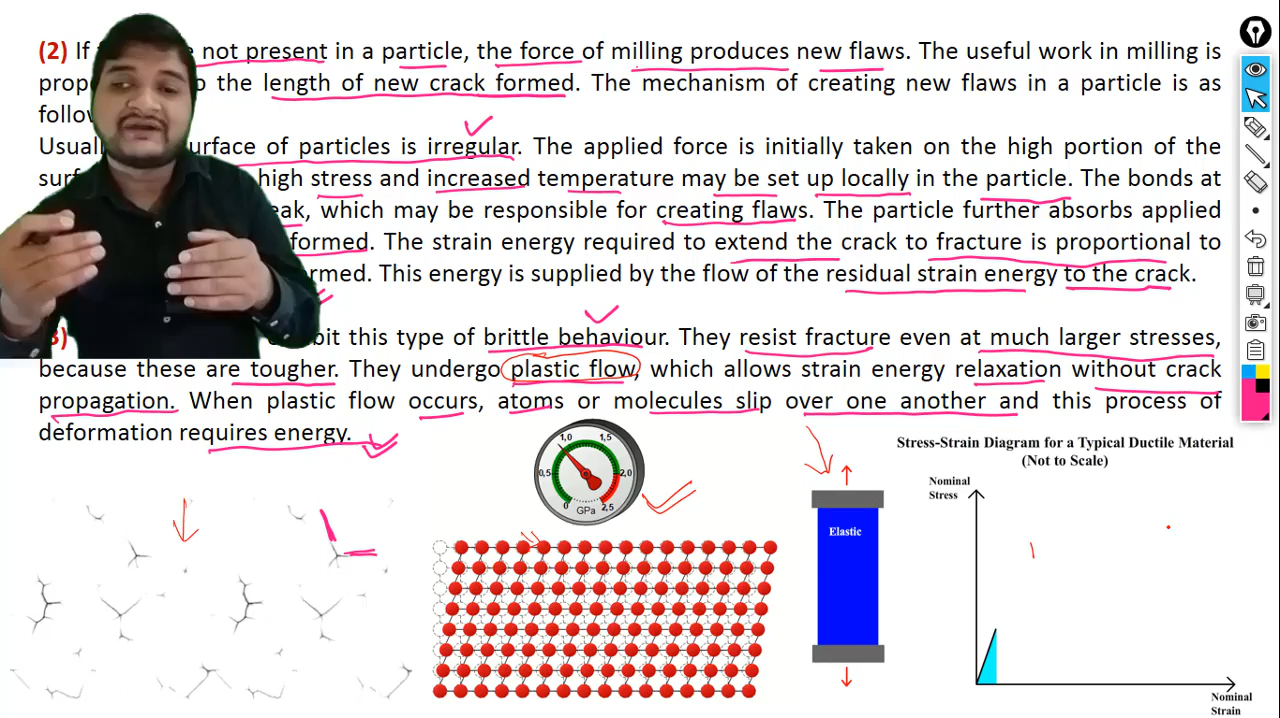 (2) If not present in a particle, the force of milling produces new flaws. The useful work in milling is
the length of new crack formed. The mechanism of creating new flaws in a particle is as
of particles is irregular. The applied force is initially taken on the high portion of the
high stress and increased temperature may be set up locally in the particle. The bonds at
which may be responsible for creating flaws. The particle further absorbs applied
formed. The strain energy required to extend the crack to fracture is proportional to
This energy is supplied by the flow of the residual strain energy to the crack.
this type of brittle behaviour. They resist fracture even at much larger stresses,
because these are tougher. They undergo plastic flow, which allows strain energy relaxation without crack
propagation. When plastic flow occurs, atoms or molecules slip over one another and this process of
deformation requires energy.
Stress-Strain Diagram for a Typical Ductile Material
(Not to Scale)
0 0,5 1,0 1,5 2,0 2,5
GPa
Elastic
Nominal
Stress
Nominal
Strain